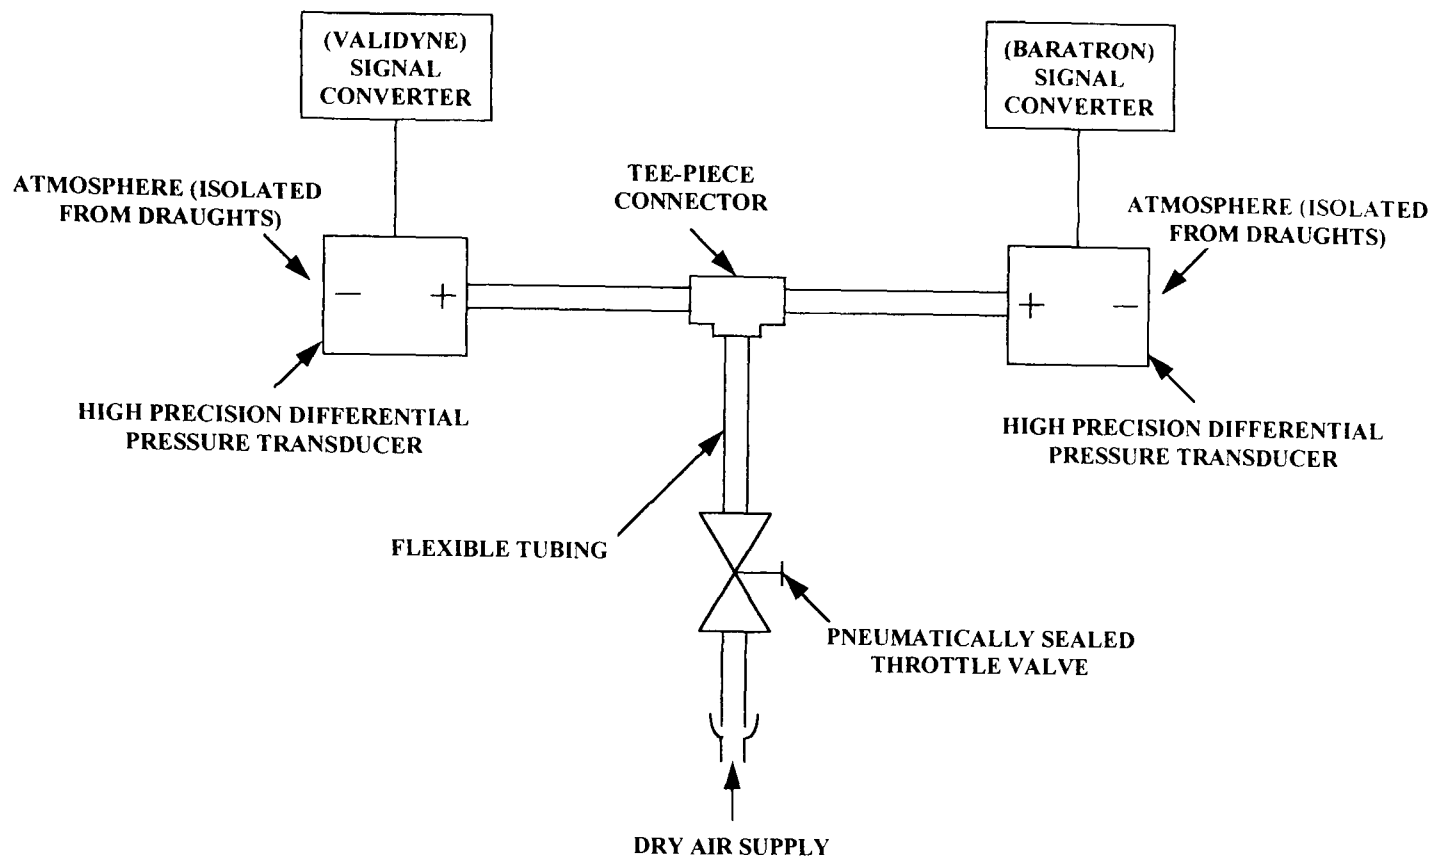 (VALIDYNE)
SIGNAL
CONVERTER
(BARATRON)
SIGNAL
CONVERTER
TEE-PIECE
CONNECTOR
ATMOSPHERE (ISOLATED
FROM DRAUGHTS)
ATMOSPHERE (ISOLATED
FROM DRAUGHTS)
− +
+ −
HIGH PRECISION DIFFERENTIAL
PRESSURE TRANSDUCER
HIGH PRECISION DIFFERENTIAL
PRESSURE TRANSDUCER
FLEXIBLE TUBING
PNEUMATICALLY SEALED
THROTTLE VALVE
DRY AIR SUPPLY